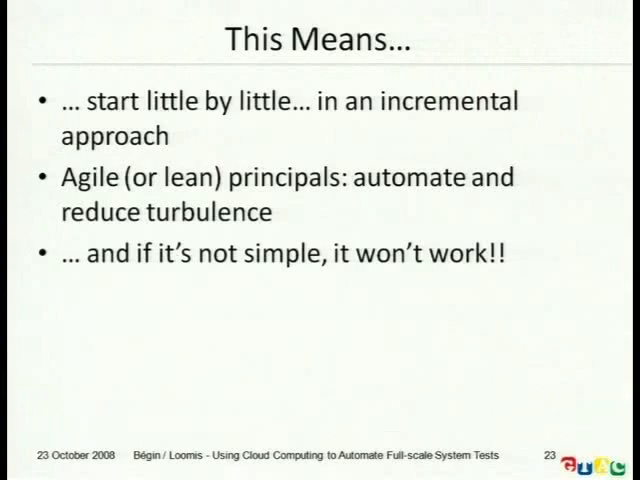 This Means…
• … start little by little… in an incremental
approach
• Agile (or lean) principals: automate and
reduce turbulence
• … and if it's not simple, it won't work!!
23 October 2008 Bégin / Loomis - Using Cloud Computing to Automate Full-scale System Tests 23
GTAC